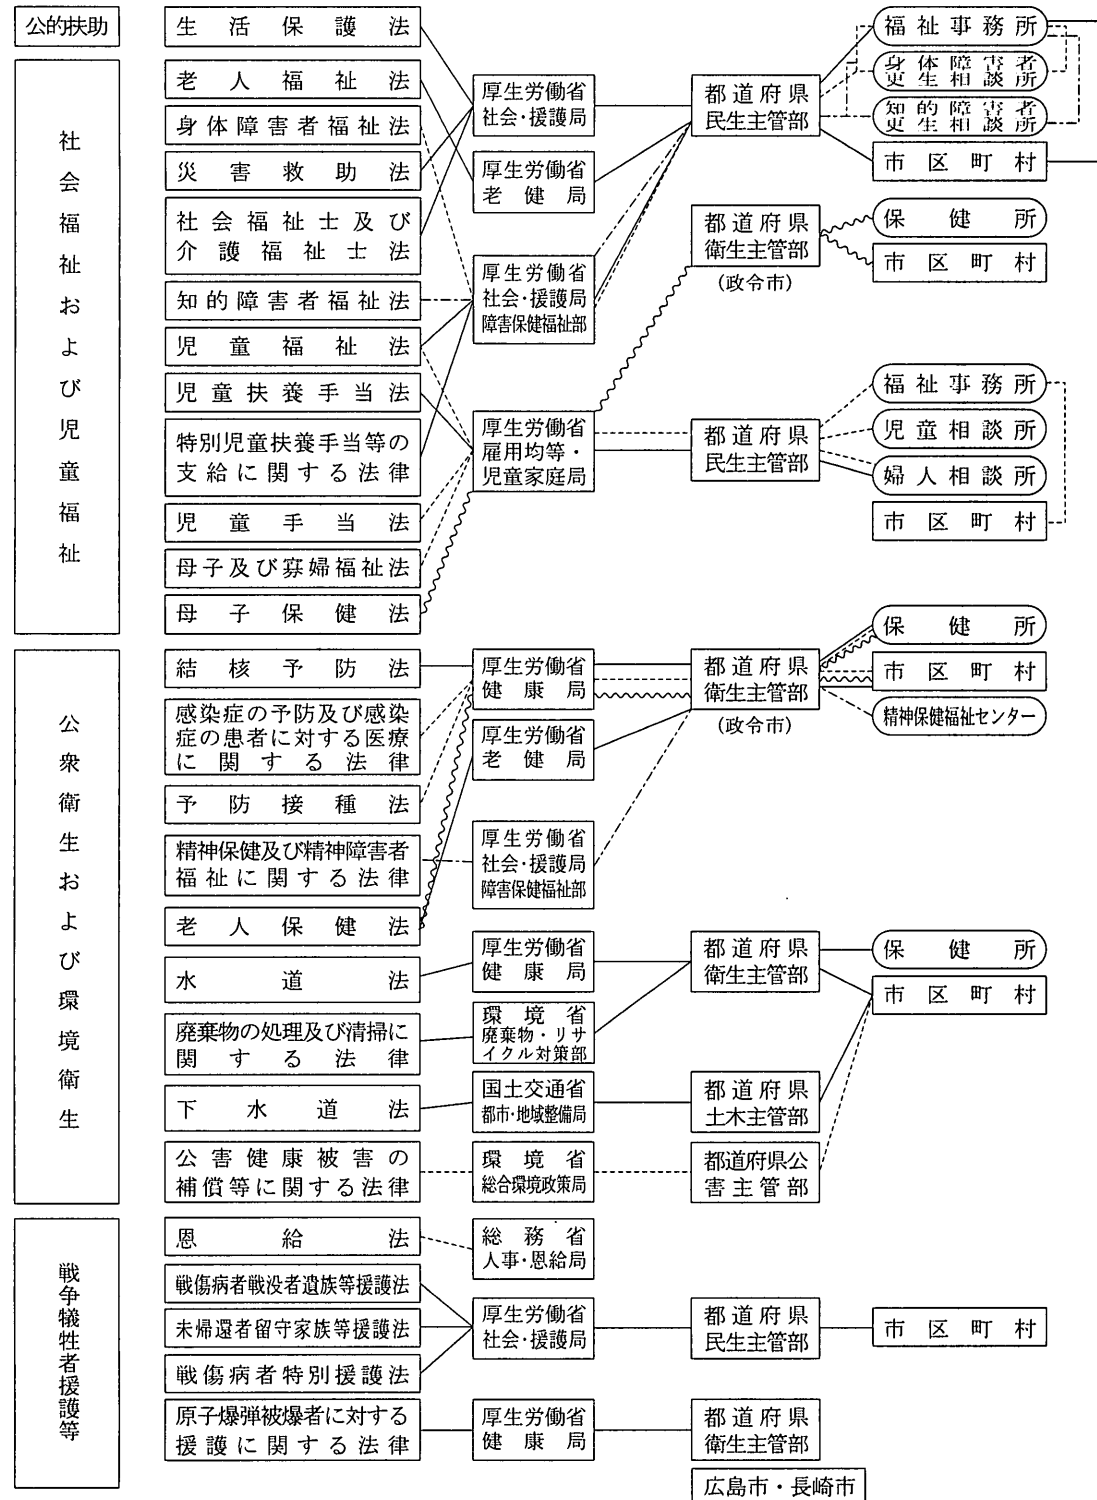 公的扶助
社会福祉および児童福祉
公衆衛生および環境衛生
戦争犠牲者援護等
生活保護法
老人福祉法
身体障害者福祉法
災害救助法
社会福祉士及び
介護福祉士法
知的障害者福祉法
児童福祉法
児童扶養手当法
特別児童扶養手当等の
支給に関する法律
児童手当法
母子及び寡婦福祉法
母子保健法
結核予防法
感染症の予防及び感染
症の患者に対する医療
に関する法律
予防接種法
精神保健及び精神障害者
福祉に関する法律
老人保健法
水道法
廃棄物の処理及び清掃に
関する法律
下水道法
公害健康被害の
補償等に関する法律
恩給法
戦傷病者戦没者遺族等援護法
未帰還者留守家族等援護法
戦傷病者特別援護法
原子爆弾被爆者に対する
援護に関する法律
厚生労働省
社会・援護局
厚生労働省
老健局
厚生労働省
社会・援護局
障害保健福祉部
厚生労働省
雇用均等・
児童家庭局
厚生労働省
健康局
厚生労働省
老健局
厚生労働省
社会・援護局
障害保健福祉部
厚生労働省
健康局
環境省
廃棄物・リサ
イクル対策部
国土交通省
都市・地域整備局
環境省
総合環境政策局
総務省
人事・恩給局
厚生労働省
社会・援護局
厚生労働省
健康局
都道府県
民生主管部
都道府県
衛生主管部
(政令市)
都道府県
民生主管部
都道府県
衛生主管部
(政令市)
都道府県
衛生主管部
都道府県
土木主管部
都道府県公
害主管部
都道府県
民生主管部
都道府県
衛生主管部
広島市・長崎市
福祉事務所
身体障害者
更生相談所
知的障害者
更生相談所
市区町村
保健所
市区町村
福祉事務所
児童相談所
婦人相談所
市区町村
保健所
市区町村
精神保健福祉センター
保健所
市区町村
市区町村